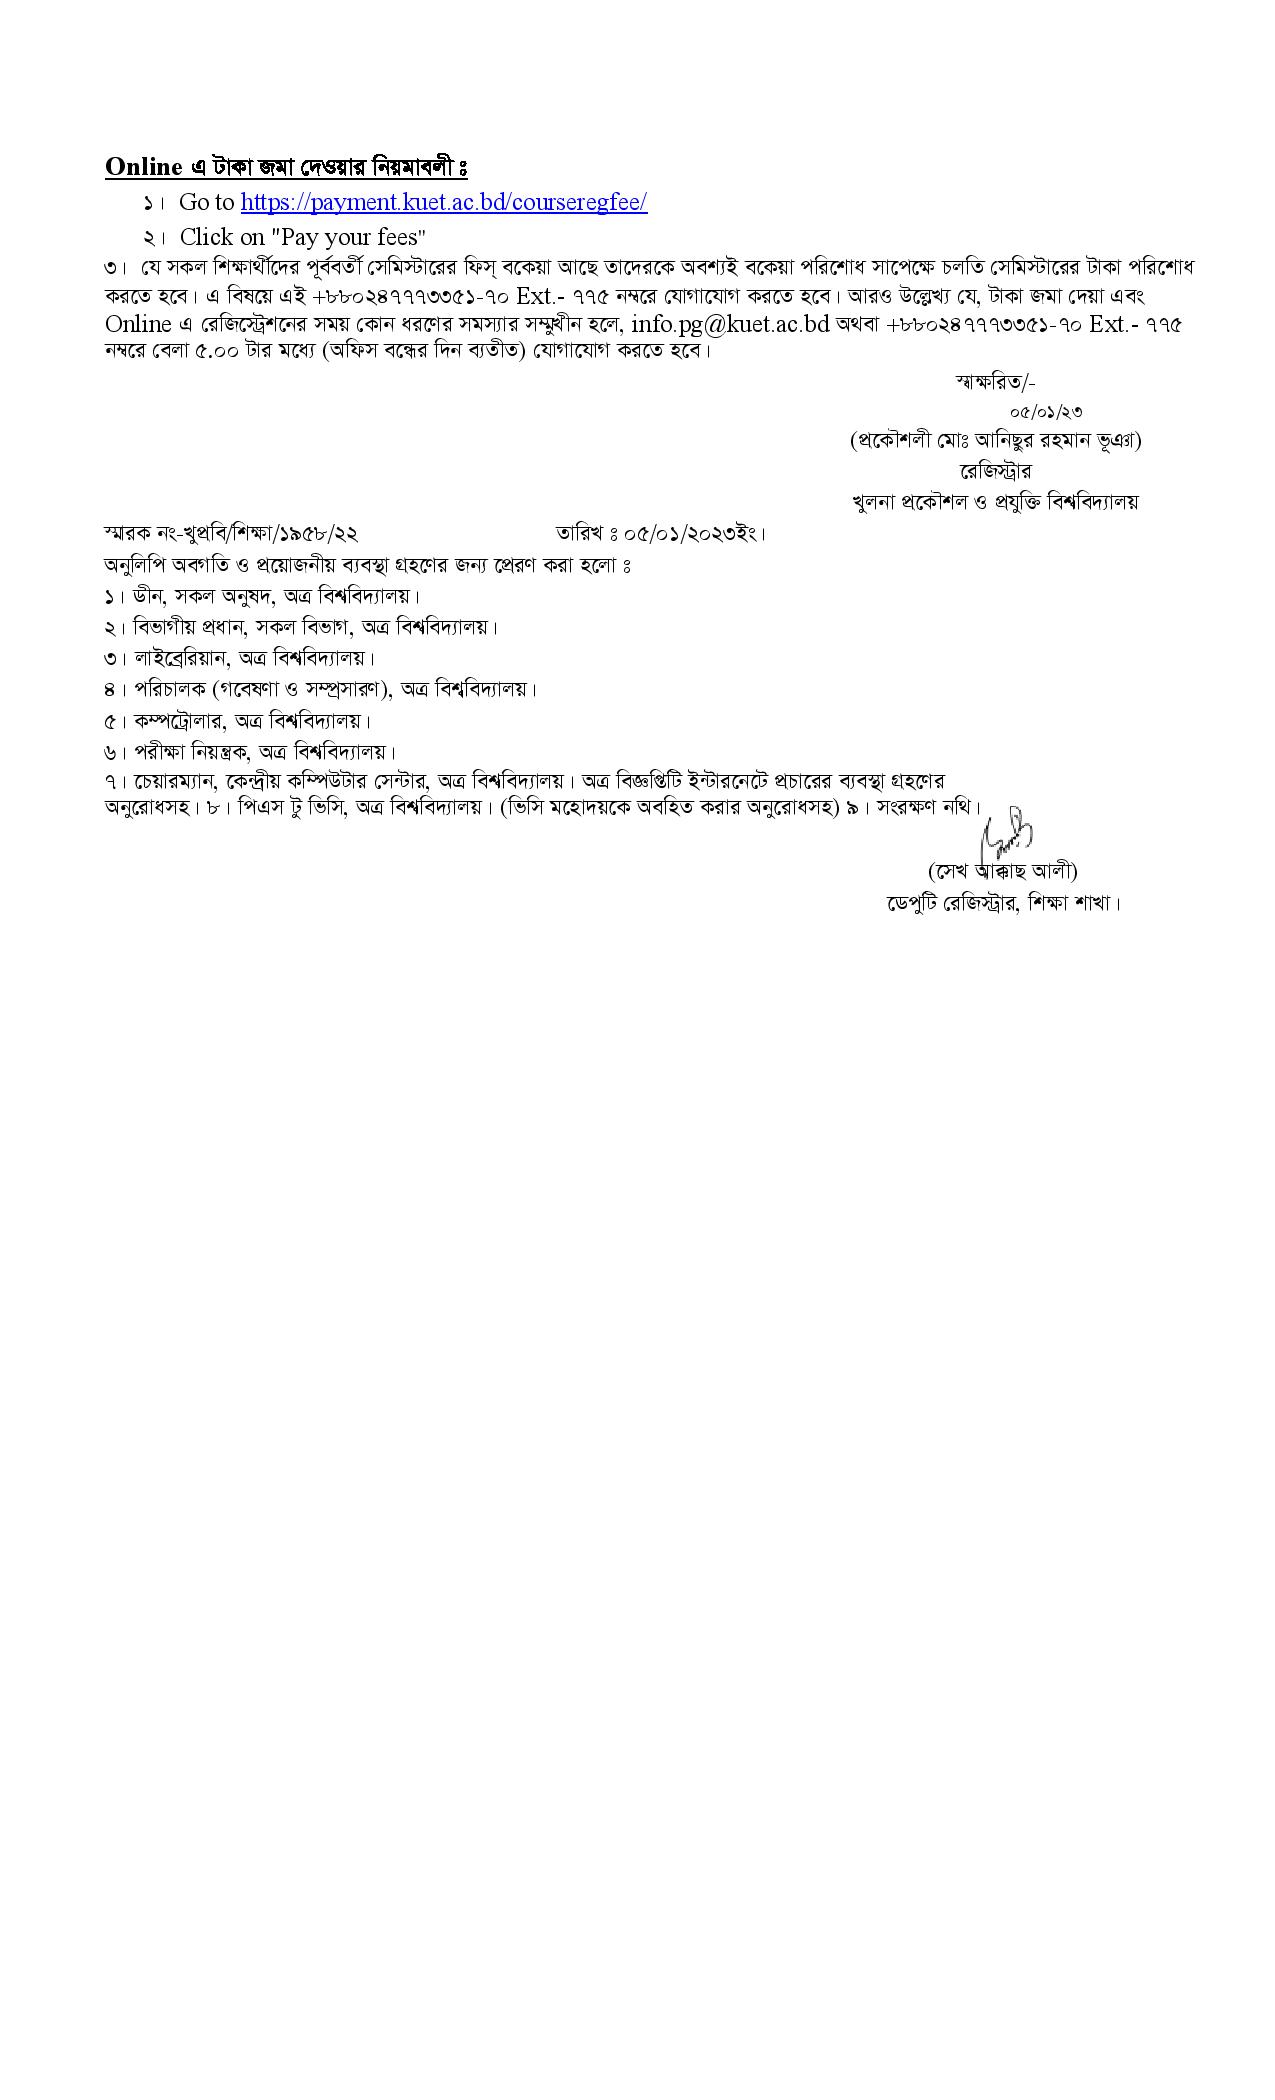 Online এ টাকা জমা দেওয়ার নিয়মাবলী ঃ
১। Go to https://payment.kuet.ac.bd/courseregfee/
২। Click on "Pay your fees"
৩। যে সকল শিক্ষার্থীদের পূর্ববর্তী সেমিস্টারের ফিস্ বকেয়া আছে তাদেরকে অবশ্যই বকেয়া পরিশোধ সাপেক্ষে চলতি সেমিস্টারের টাকা পরিশোধ
করতে হবে। এ বিষয়ে এই +৮৮০২৪৭৭৭৩৩৫১-৭০ Ext.- ৭৭৫ নম্বরে যোগাযোগ করতে হবে। আরও উল্লেখ্য যে, টাকা জমা দেয়া এবং
Online এ রেজিস্ট্রেশনের সময় কোন ধরণের সমস্যার সম্মুখীন হলে, info.pg@kuet.ac.bd অথবা +৮৮০২৪৭৭৭৩৩৫১-৭০ Ext.- ৭৭৫
নম্বরে বেলা ৫.০০ টার মধ্যে (অফিস বন্ধের দিন ব্যতীত) যোগাযোগ করতে হবে।
স্বাক্ষরিত/-
০৫/০১/২৩
(প্রকৌশলী মোঃ আনিছুর রহমান ভূঞা)
রেজিস্ট্রার
খুলনা প্রকৌশল ও প্রযুক্তি বিশ্ববিদ্যালয়
স্মারক নং-খুপ্রবি/শিক্ষা/১৯৫৮/২২ তারিখ ঃ ০৫/০১/২০২৩ইং।
অনুলিপি অবগতি ও প্রয়োজনীয় ব্যবস্থা গ্রহণের জন্য প্রেরণ করা হলো ঃ
১। ডীন, সকল অনুষদ, অত্র বিশ্ববিদ্যালয়।
২। বিভাগীয় প্রধান, সকল বিভাগ, অত্র বিশ্ববিদ্যালয়।
৩। লাইব্রেরিয়ান, অত্র বিশ্ববিদ্যালয়।
৪। পরিচালক (গবেষণা ও সম্প্রসারণ), অত্র বিশ্ববিদ্যালয়।
৫। কম্পট্রোলার, অত্র বিশ্ববিদ্যালয়।
৬। পরীক্ষা নিয়ন্ত্রক, অত্র বিশ্ববিদ্যালয়।
৭। চেয়ারম্যান, কেন্দ্রীয় কম্পিউটার সেন্টার, অত্র বিশ্ববিদ্যালয়। অত্র বিজ্ঞপ্তিটি ইন্টারনেটে প্রচারের ব্যবস্থা গ্রহণের
অনুরোধসহ। ৮। পিএস টু ভিসি, অত্র বিশ্ববিদ্যালয়। (ভিসি মহোদয়কে অবহিত করার অনুরোধসহ) ৯। সংরক্ষণ নথি।
(সেখ আক্কাছ আলী)
ডেপুটি রেজিস্ট্রার, শিক্ষা শাখা।